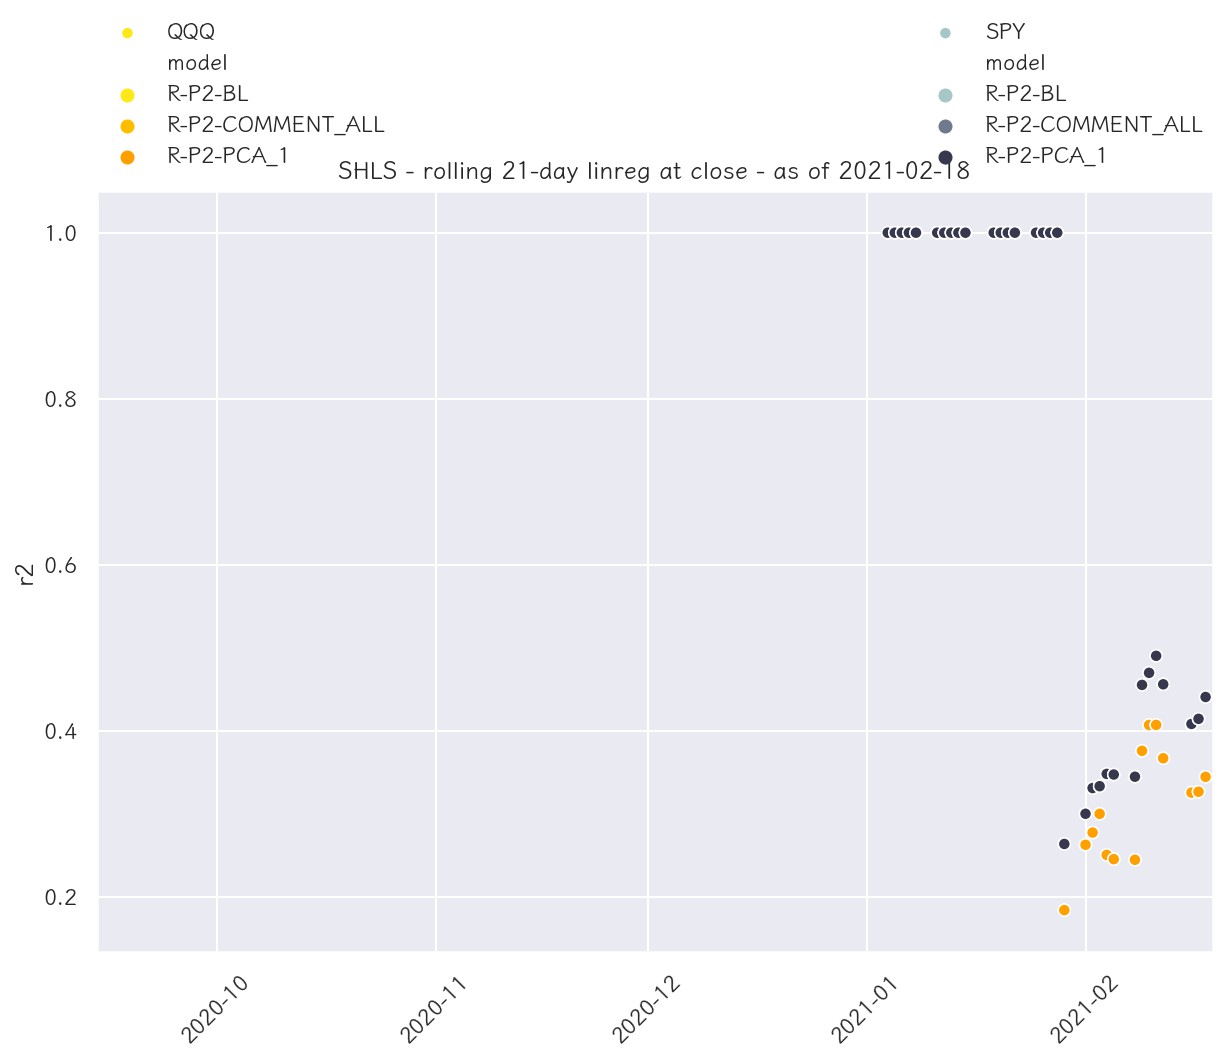 QQQ
model
R-P2-BL
R-P2-COMMENT_ALL
R-P2-PCA_1
SPY
model
R-P2-BL
R-P2-COMMENT_ALL
R-P2-PCA_1
SHLS - rolling 21-day linreg at close - as of 2021-02-18
1.0
0.8
0.6
0.4
0.2
r2
2020-10
2020-11
2020-12
2021-01
2021-02